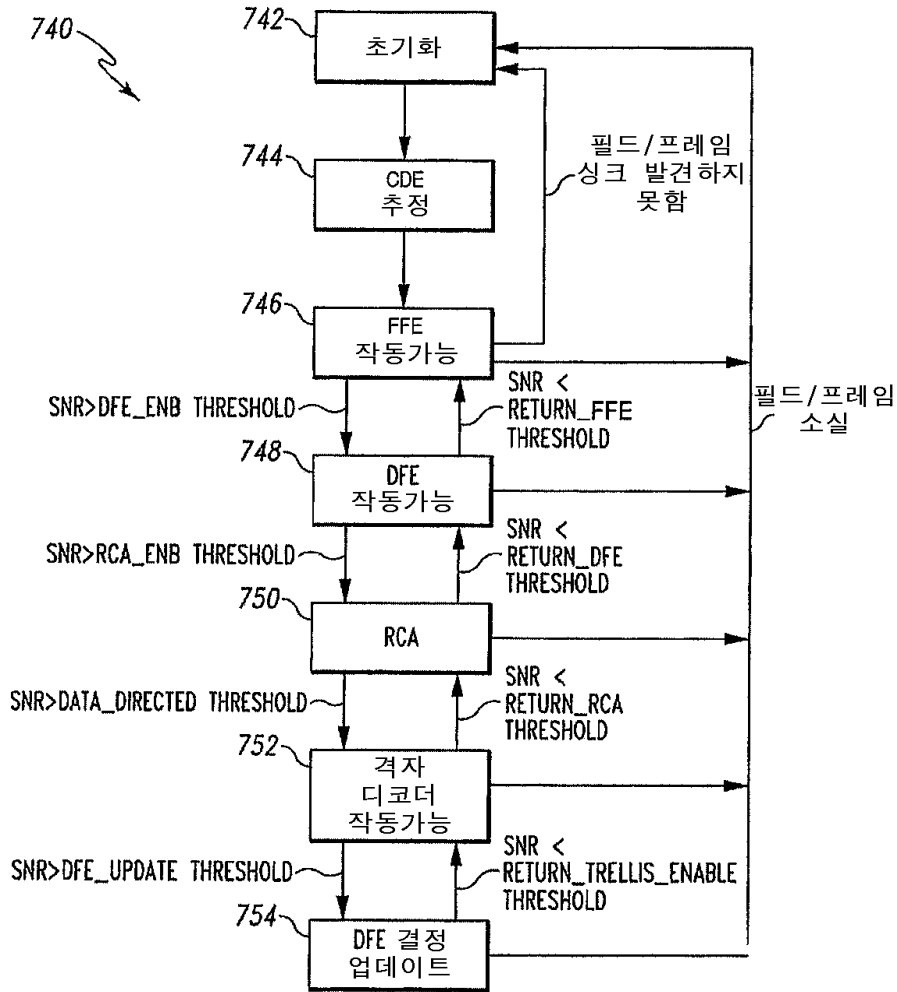 740
742
초기화
744
CDE
추정
필드/프레임
싱크 발견하지
못함
746
FFE
작동가능
SNR>DFE_ENB THRESHOLD
SNR <
RETURN_FFE
THRESHOLD
필드/프레임
소실
748
DFE
작동가능
SNR>RCA_ENB THRESHOLD
SNR <
RETURN_DFE
THRESHOLD
750
RCA
SNR>DATA_DIRECTED THRESHOLD
SNR <
RETURN_RCA
THRESHOLD
752
격자
디코더
작동가능
SNR>DFE_UPDATE THRESHOLD
SNR <
RETURN_TRELLIS_ENABLE
THRESHOLD
754
DFE 결정
업데이트